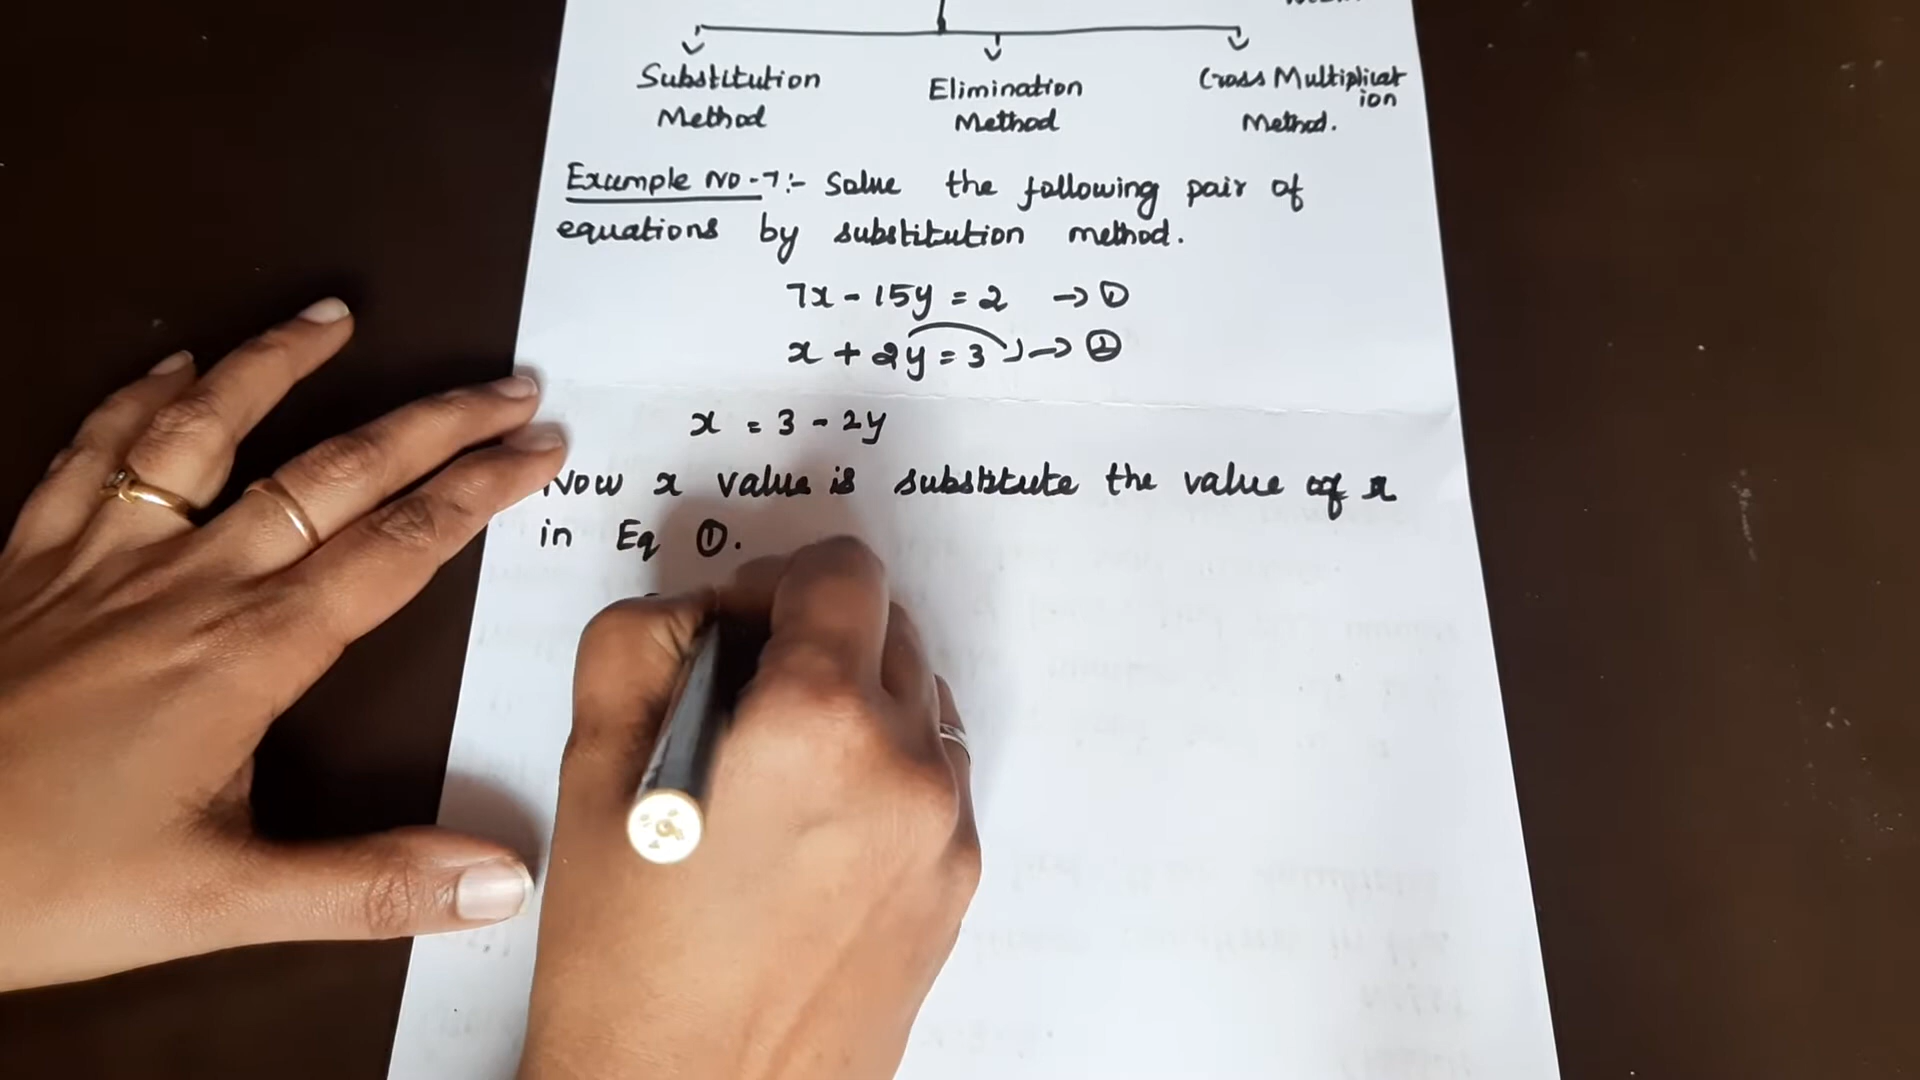 Substitution Method
Elimination Method
Cross Multiplicat
ion
Method.
Example No-7:- Solve the following pair of
equations by substitution method.
7x - 15y = 2 → ①
x + 2y = 3 → ②
x = 3 - 2y
Now x value is substitute the value of x
in Eq ①.